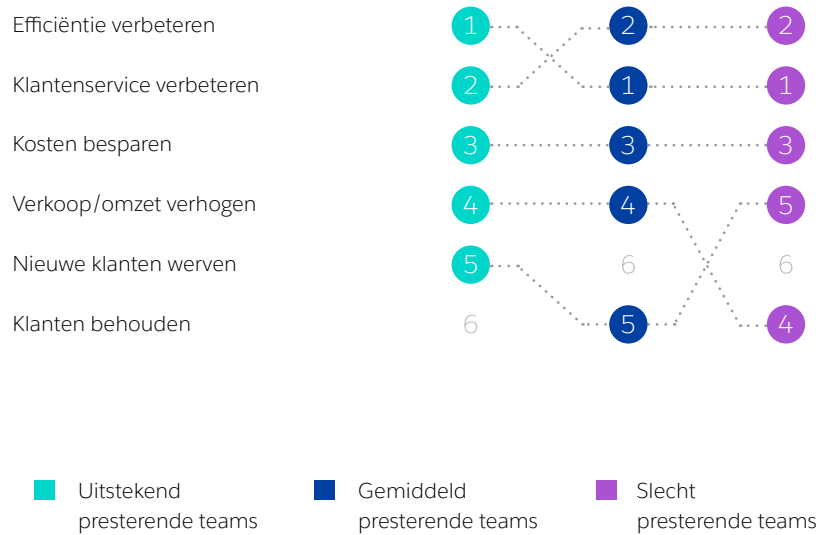 Efficiëntie verbeteren 1 2 2
Klantenservice verbeteren 2 1 1
Kosten besparen 3 3 3
Verkoop/omzet verhogen 4 4 5
Nieuwe klanten werven 5 6 6
Klanten behouden 6 5 4
Uitstekend
presterende teams
Gemiddeld
presterende teams
Slecht
presterende teams